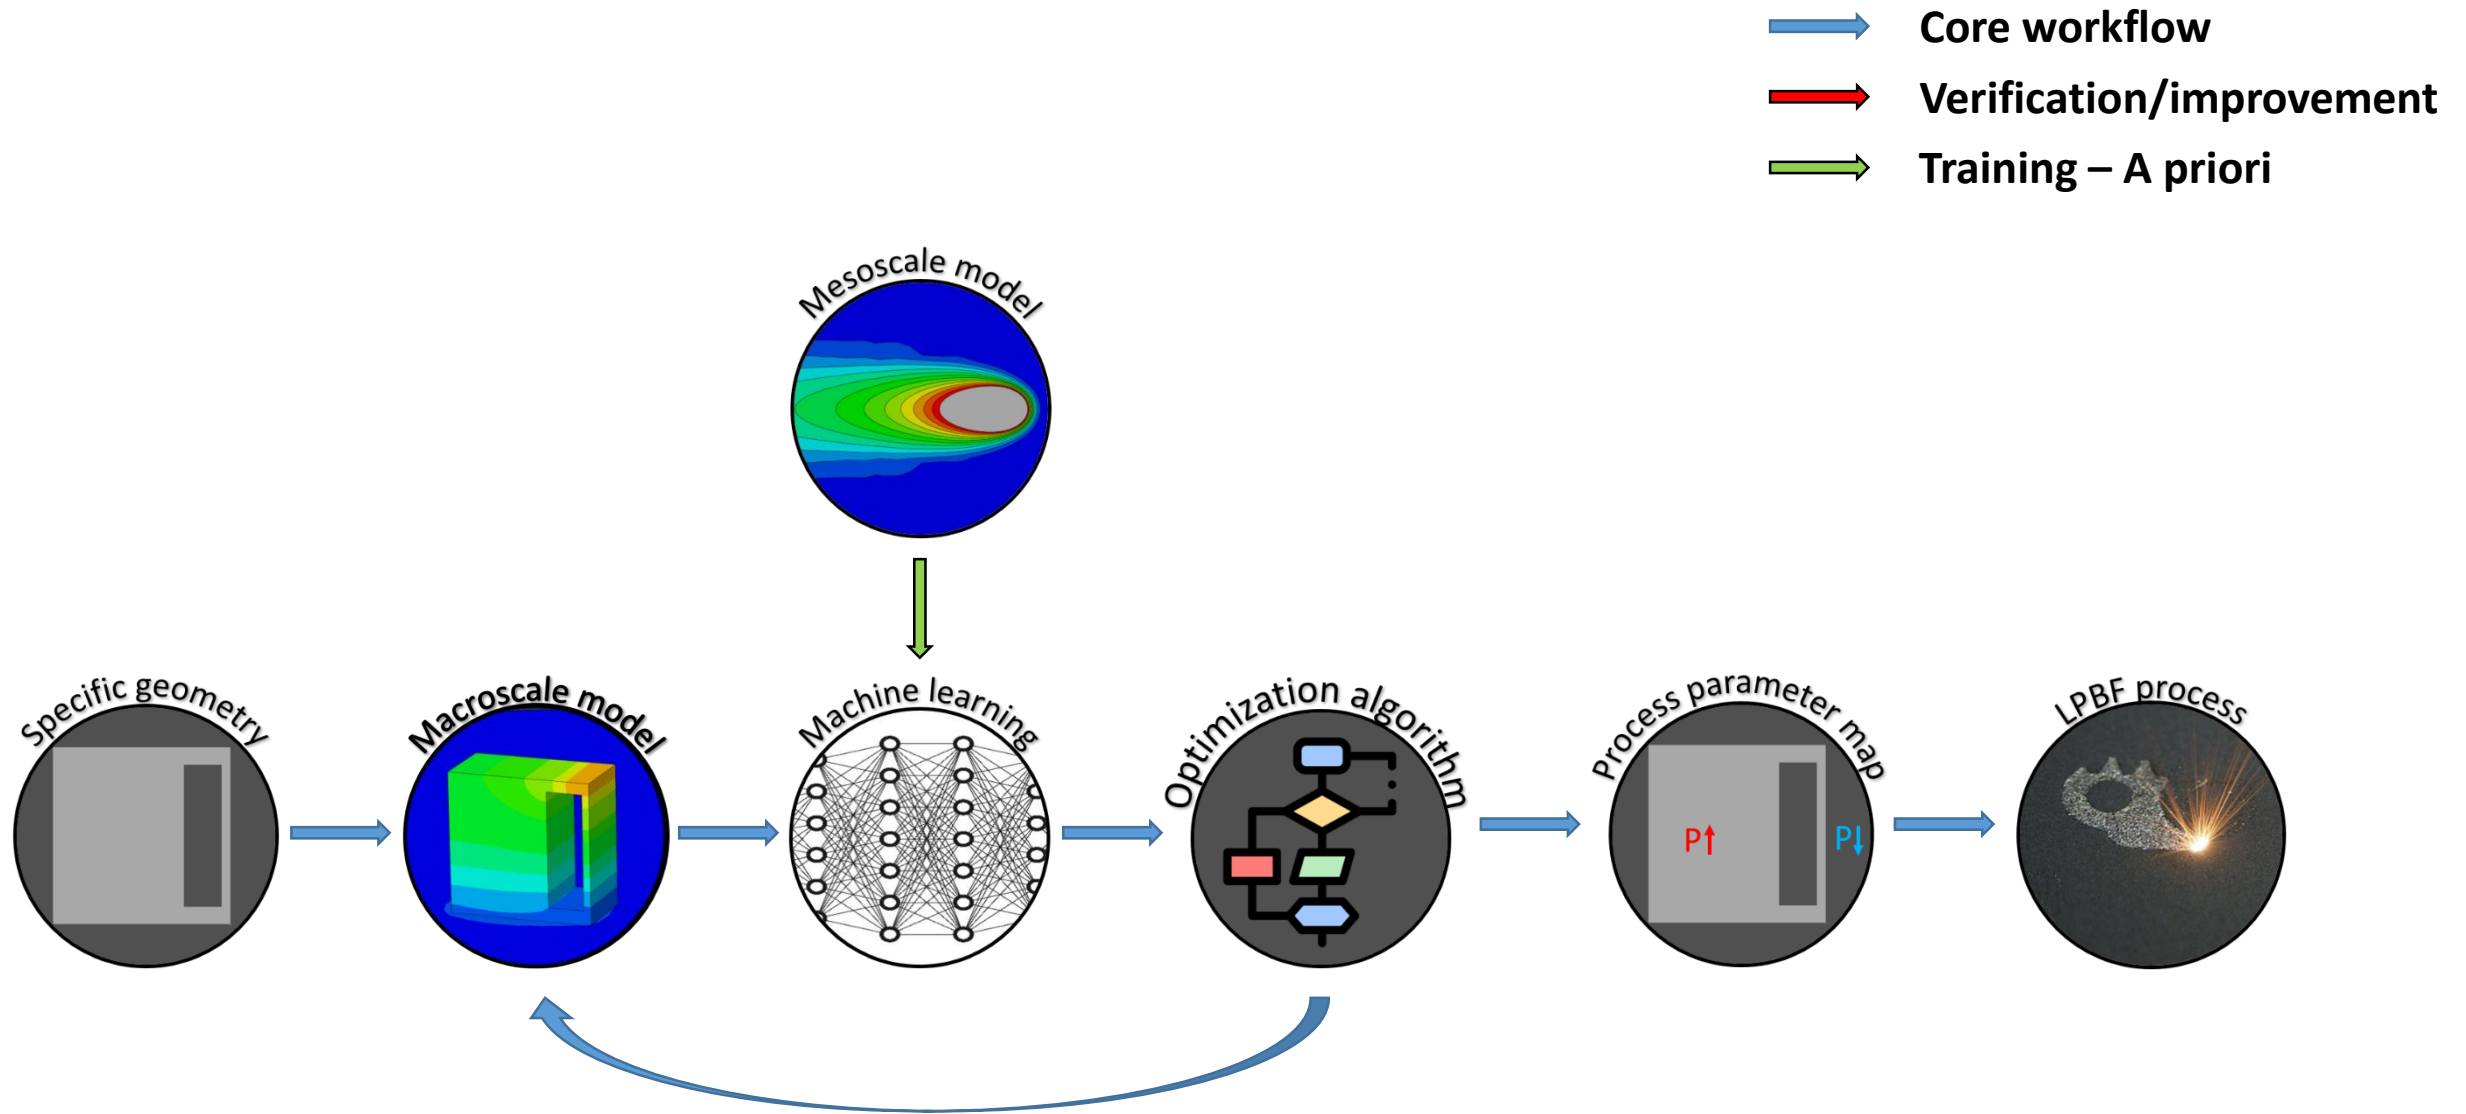 Core workflow
Verification/improvement
Training – A priori
Mesoscale model
Specific geometry
Macroscale model
Machine learning
Optimization algorithm
Process parameter map
LPBF process
P↑
P↓